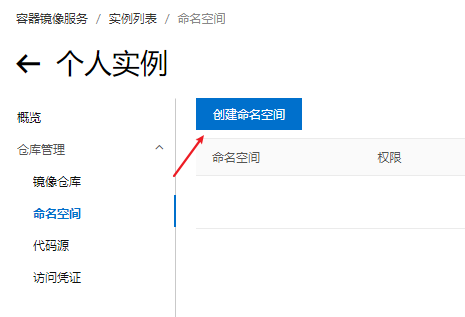 容器镜像服务 / 实例列表 / 命名空间
← 个人实例
概览
创建命名空间
仓库管理
命名空间 权限
镜像仓库
命名空间
代码源
访问凭证